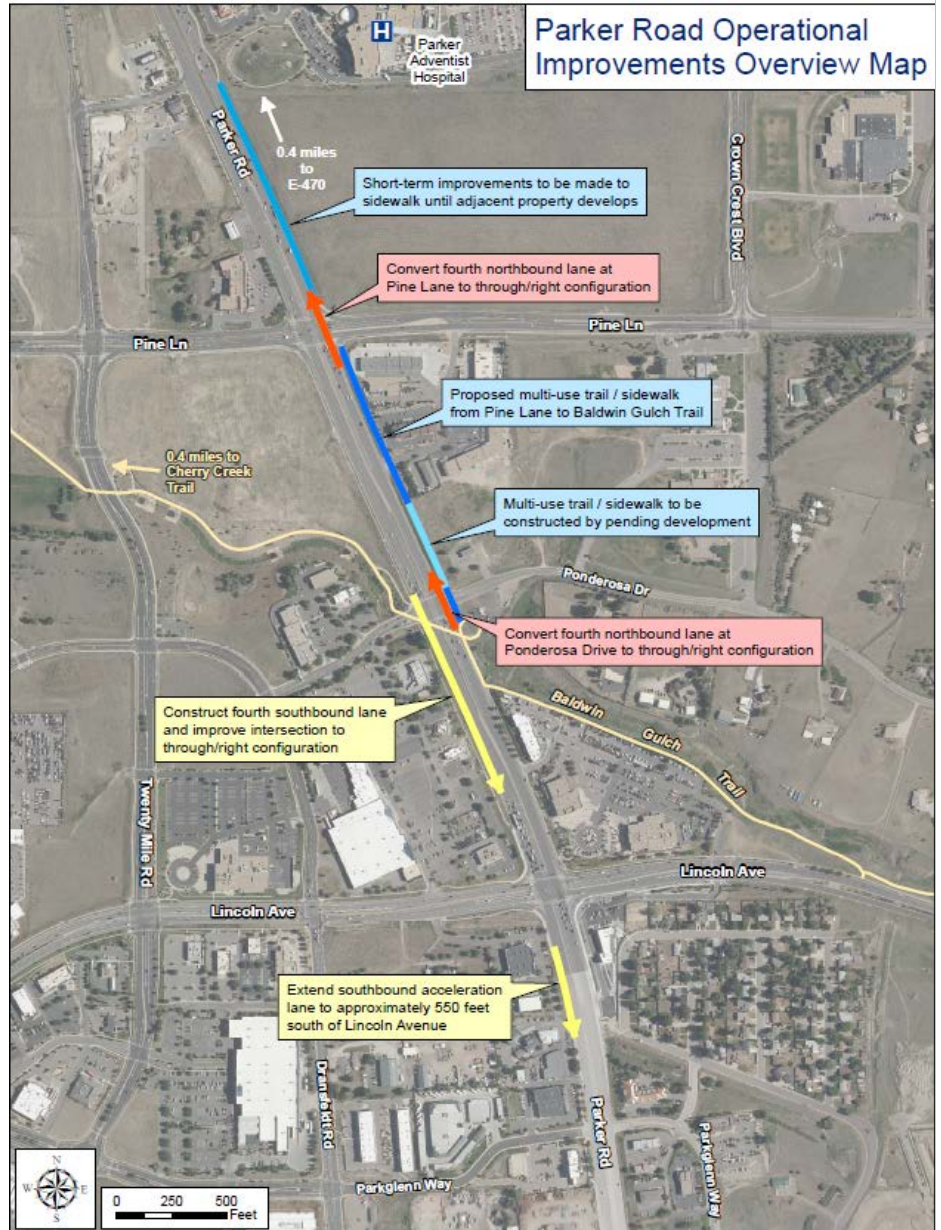 Parker Road Operational
Improvements Overview Map
H
Parker
Adventist
Hospital
Parker Rd
0.4 miles
to
E-470
Crown Crest Blvd
Short-term improvements to be made to
sidewalk until adjacent property develops
Convert fourth northbound lane at
Pine Lane to through/right configuration
Pine Ln
Pine Ln
Proposed multi-use trail / sidewalk
from Pine Lane to Baldwin Gulch Trail
0.4 miles to
Cherry Creek
Trail
Multi-use trail / sidewalk to be
constructed by pending development
Ponderosa Dr
Convert fourth northbound lane at
Ponderosa Drive to through/right configuration
Construct fourth southbound lane
and improve intersection to
through/right configuration
Baldwin
Gulch
Trail
Twenty Mile Rd
Lincoln Ave
Lincoln Ave
Extend southbound acceleration
lane to approximately 550 feet
south of Lincoln Avenue
Dransfeldt Rd
Parker Rd
Parkglenn Way
Parkglenn Way
N
W E
S
0 250 500
Feet